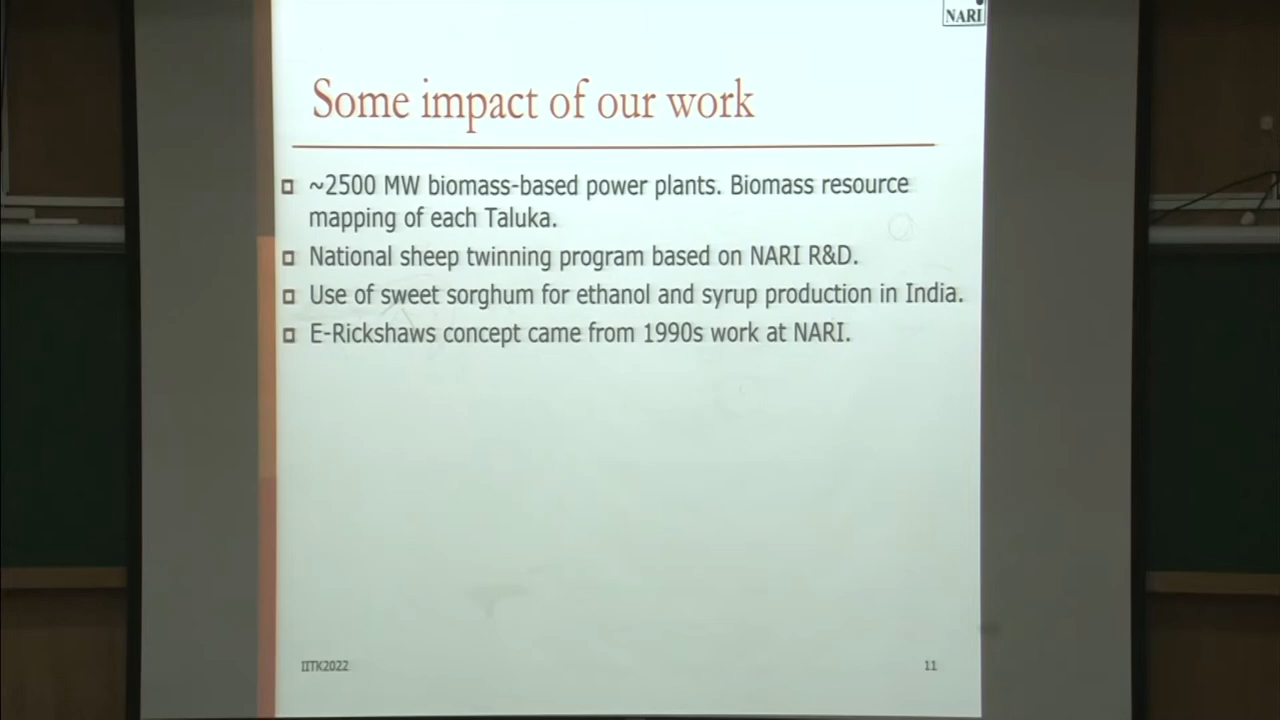 NARI
Some impact of our work
~2500 MW biomass-based power plants. Biomass resource
mapping of each Taluka.
National sheep twinning program based on NARI R&D.
Use of sweet sorghum for ethanol and syrup production in India.
E-Rickshaws concept came from 1990s work at NARI.
IITK2022
11